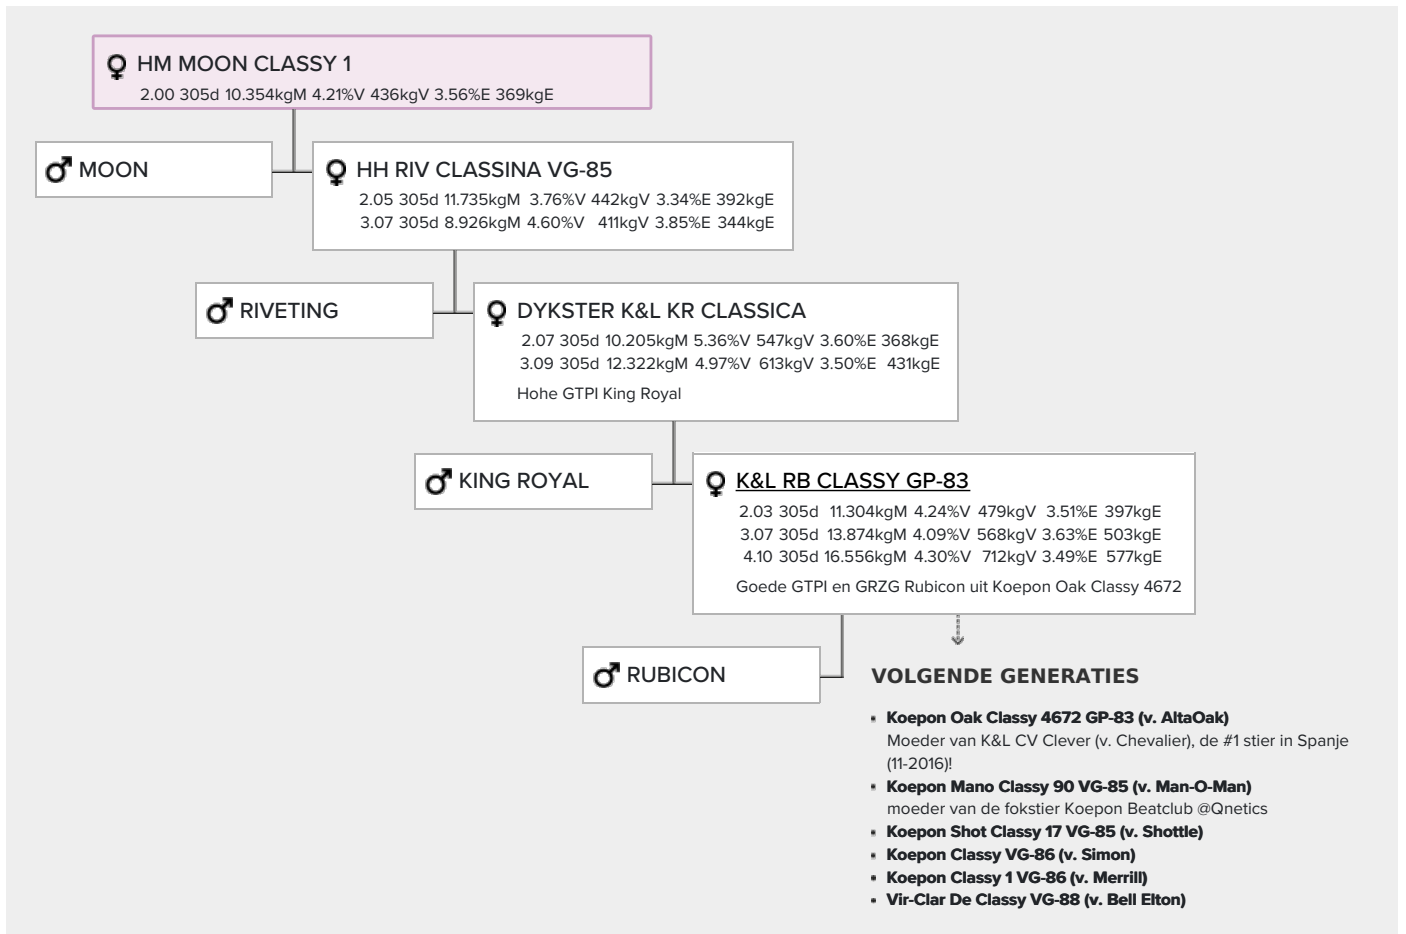 HM MOON CLASSY 1
2.00 305d 10.354kgM 4.21%V 436kgV 3.56%E 369kgE
MOON
HH RIV CLASSINA VG-85
2.05 305d 11.735kgM 3.76%V 442kgV 3.34%E 392kgE
3.07 305d 8.926kgM 4.60%V 411kgV 3.85%E 344kgE
RIVETING
DYKSTER K&L KR CLASSICA
2.07 305d 10.205kgM 5.36%V 547kgV 3.60%E 368kgE
3.09 305d 12.322kgM 4.97%V 613kgV 3.50%E 431kgE
Hohe GTPI King Royal
KING ROYAL
K&L RB CLASSY GP-83
2.03 305d 11.304kgM 4.24%V 479kgV 3.51%E 397kgE
3.07 305d 13.874kgM 4.09%V 568kgV 3.63%E 503kgE
4.10 305d 16.556kgM 4.30%V 712kgV 3.49%E 577kgE
Goede GTPI en GRZG Rubicon uit Koepon Oak Classy 4672
RUBICON
VOLGENDE GENERATIES
Koepon Oak Classy 4672 GP-83 (v. AltaOak)
Moeder van K&L CV Clever (v. Chevalier), de #1 stier in Spanje
(11-2016)!
Koepon Mano Classy 90 VG-85 (v. Man-O-Man)
moeder van de fokstier Koepon Beatclub @Qnetics
Koepon Shot Classy 17 VG-85 (v. Shottle)
Koepon Classy VG-86 (v. Simon)
Koepon Classy 1 VG-86 (v. Merrill)
Vir-Clar De Classy VG-88 (v. Bell Elton)